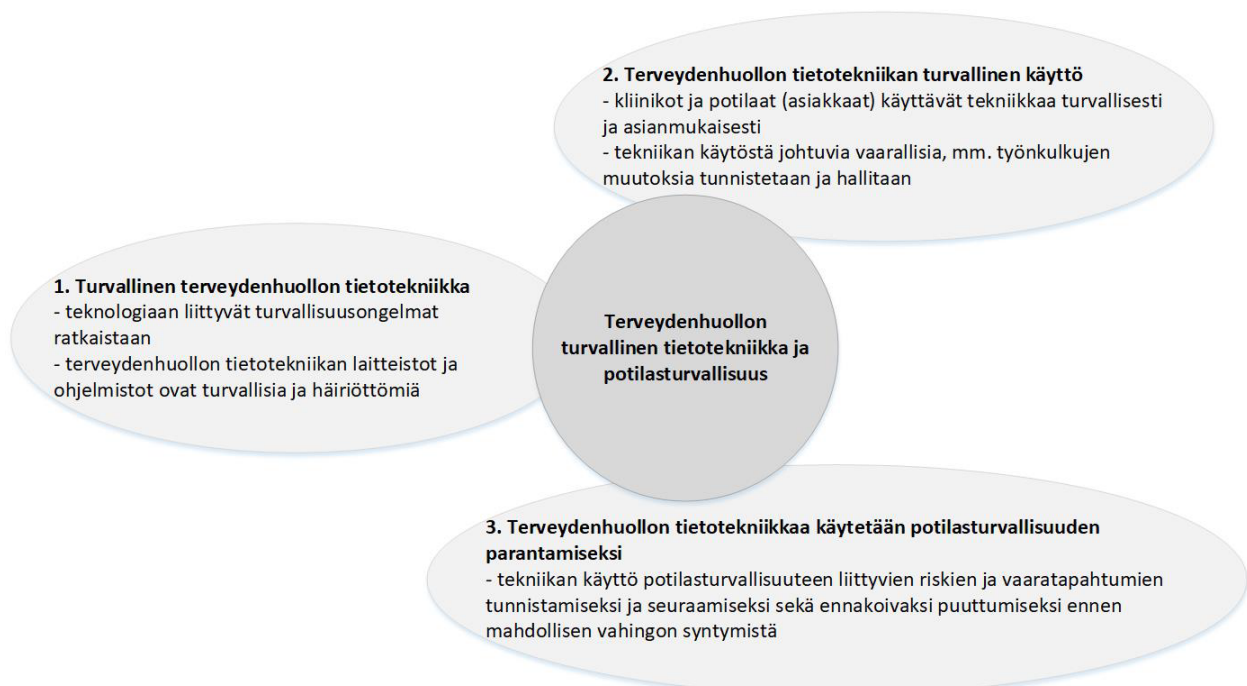 2. Terveydenhuollon tietotekniikan turvallinen käyttö
- kliinikot ja potilaat (asiakkaat) käyttävät tekniikkaa turvallisesti
ja asianmukaisesti
- tekniikan käytöstä johtuvia vaarallisia, mm. työnkulkujen
muutoksia tunnistetaan ja hallitaan
1. Turvallinen terveydenhuollon tietotekniikka
- teknologiaan liittyvät turvallisuusongelmat
ratkaistaan
- terveydenhuollon tietotekniikan laitteistot ja
ohjelmistot ovat turvallisia ja häiriöttömiä
Terveydenhuollon
turvallinen tietotekniikka ja
potilasturvallisuus
3. Terveydenhuollon tietotekniikkaa käytetään potilasturvallisuuden
parantamiseksi
- tekniikan käyttö potilasturvallisuuteen liittyvien riskien ja vaaratapahtumien
tunnistamiseksi ja seuraamiseksi sekä ennakoivaksi puuttumiseksi ennen
mahdollisen vahingon syntymistä